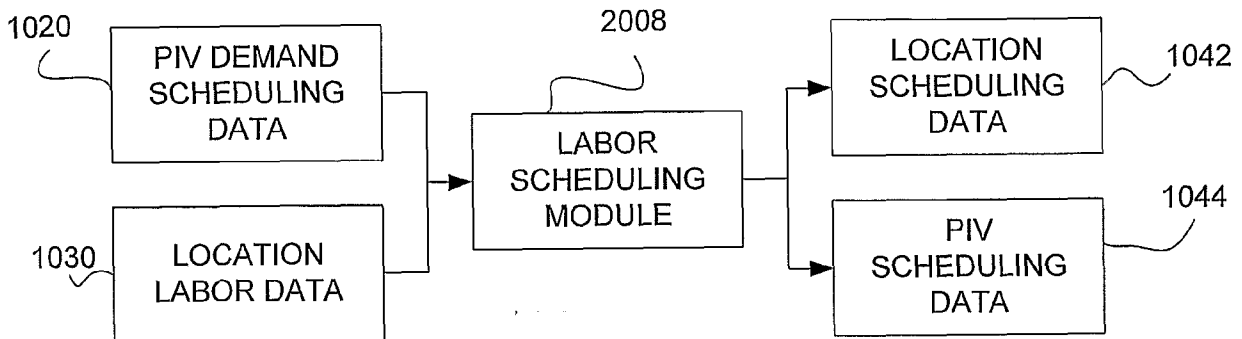 1020
PIV DEMAND
SCHEDULING
DATA
1030
LOCATION
LABOR DATA
2008
LABOR
SCHEDULING
MODULE
LOCATION
SCHEDULING
DATA
1042
PIV
SCHEDULING
DATA
1044